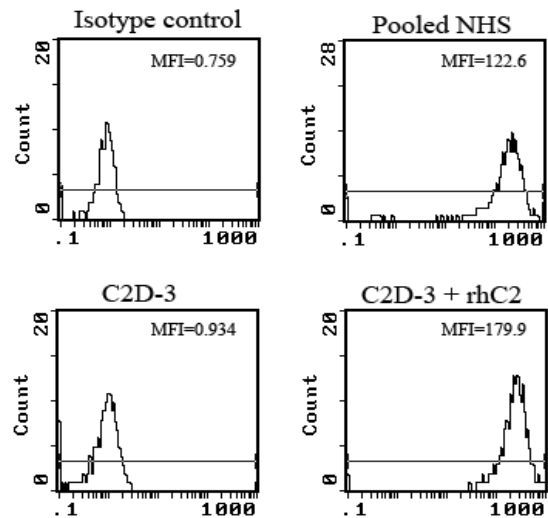 Isotype control
20
MFI=0.759
Count
0
.1 1000
Pooled NHS
28
MFI=122.6
Count
0
.1 1000
C2D-3
20
MFI=0.934
Count
0
.1 1000
C2D-3 + rhC2
20
MFI=179.9
Count
0
.1 1000